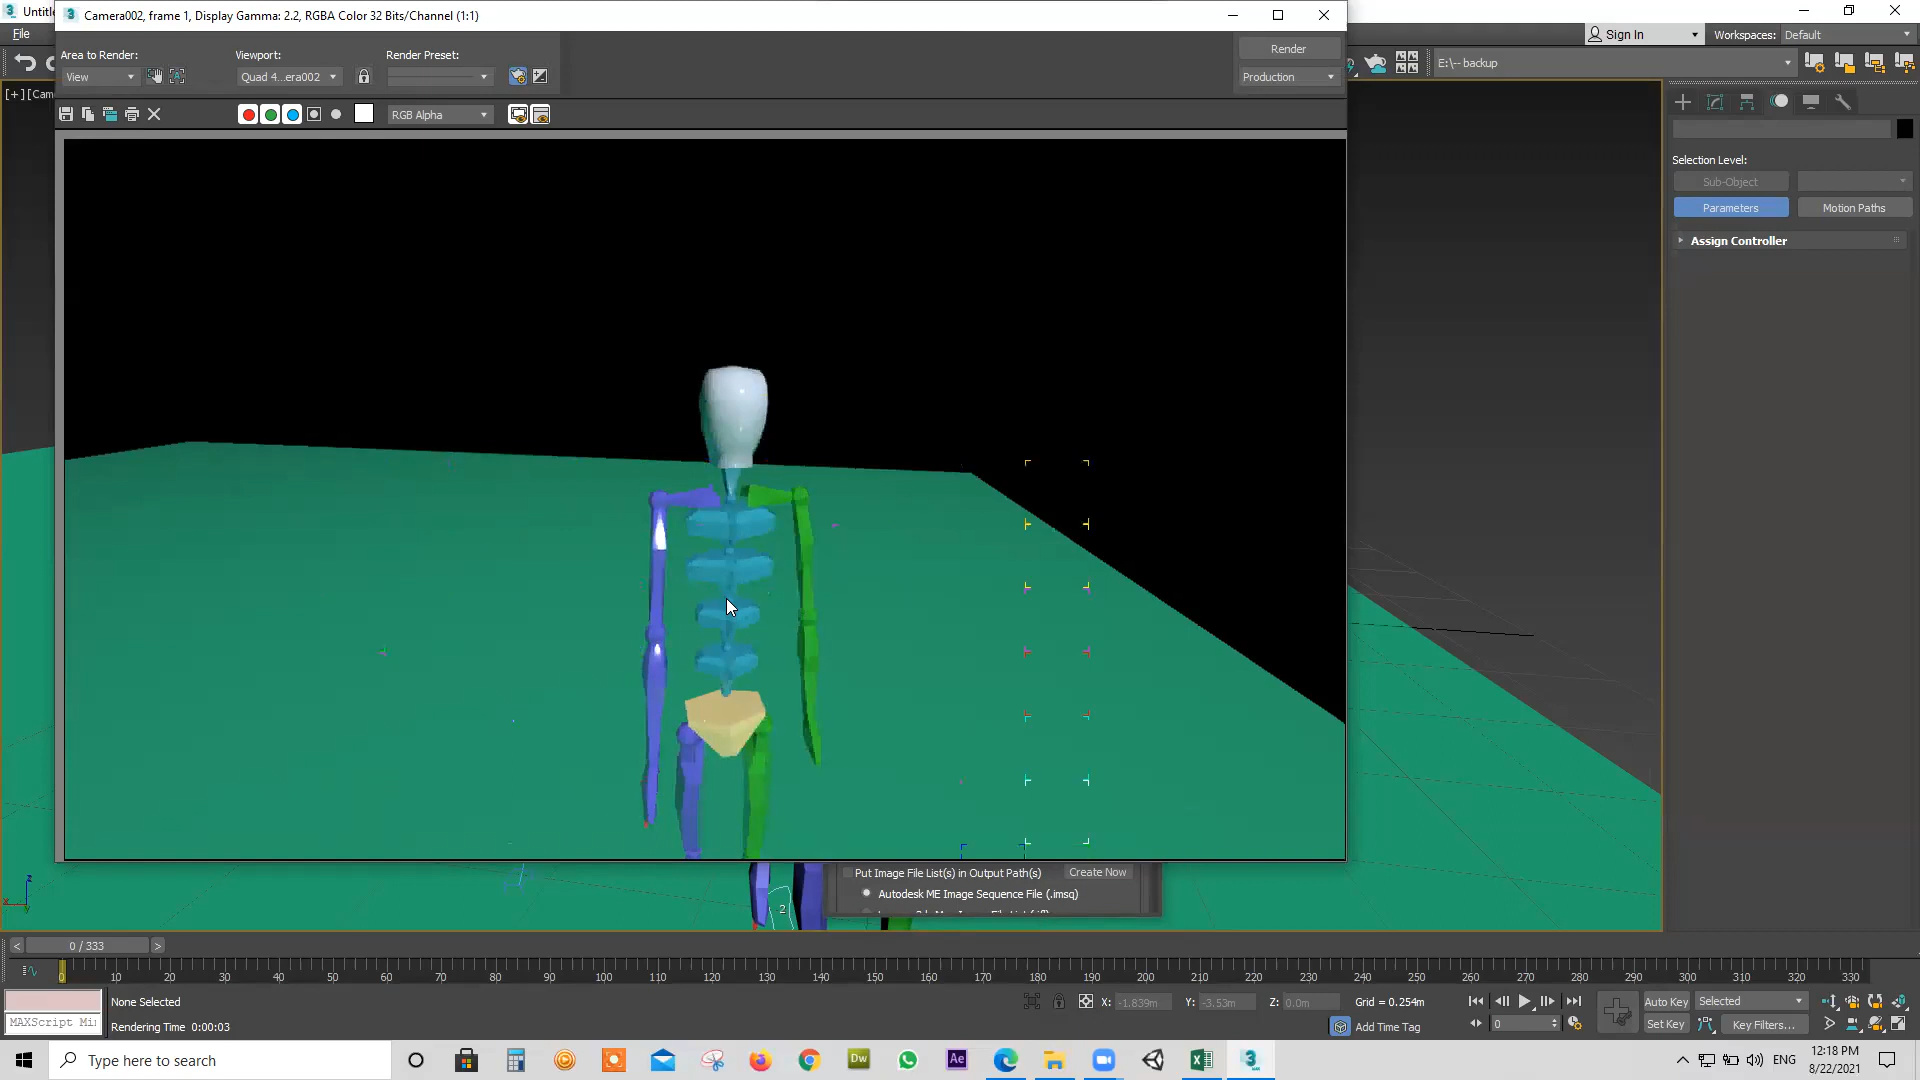 Untitle
Camera002, frame 1, Display Gamma: 2.2, RGBA Color 32 Bits/Channel (1:1)
File
Sign In
Workspaces: Default
Area to Render:
Viewport:
Render Preset:
Render
View
Quad 4...era002
Production
E:\-- backup
[+] [Cam
RGB Alpha
Selection Level:
Sub-Object
Parameters
Motion Paths
Assign Controller
Put Image File List(s) in Output Path(s)
Create Now
Autodesk ME Image Sequence File (.imsq)
2
z
x
< 0 / 333 >
0 10 20 30 40 50 60 70 80 90 100 110 120 130 140 150 160 170 180 190 200 210 220 230 240 250 260 270 280 290 300 310 320 330
None Selected
X: -1.839m Y: -3.53m Z: 0.0m Grid = 0.254m
Auto Key Selected
MAXScript Mi
Rendering Time 0:00:03
Add Time Tag
0
Set Key Key Filters...
Type here to search
Dw
Ae
3
ENG
12:18 PM
8/22/2021